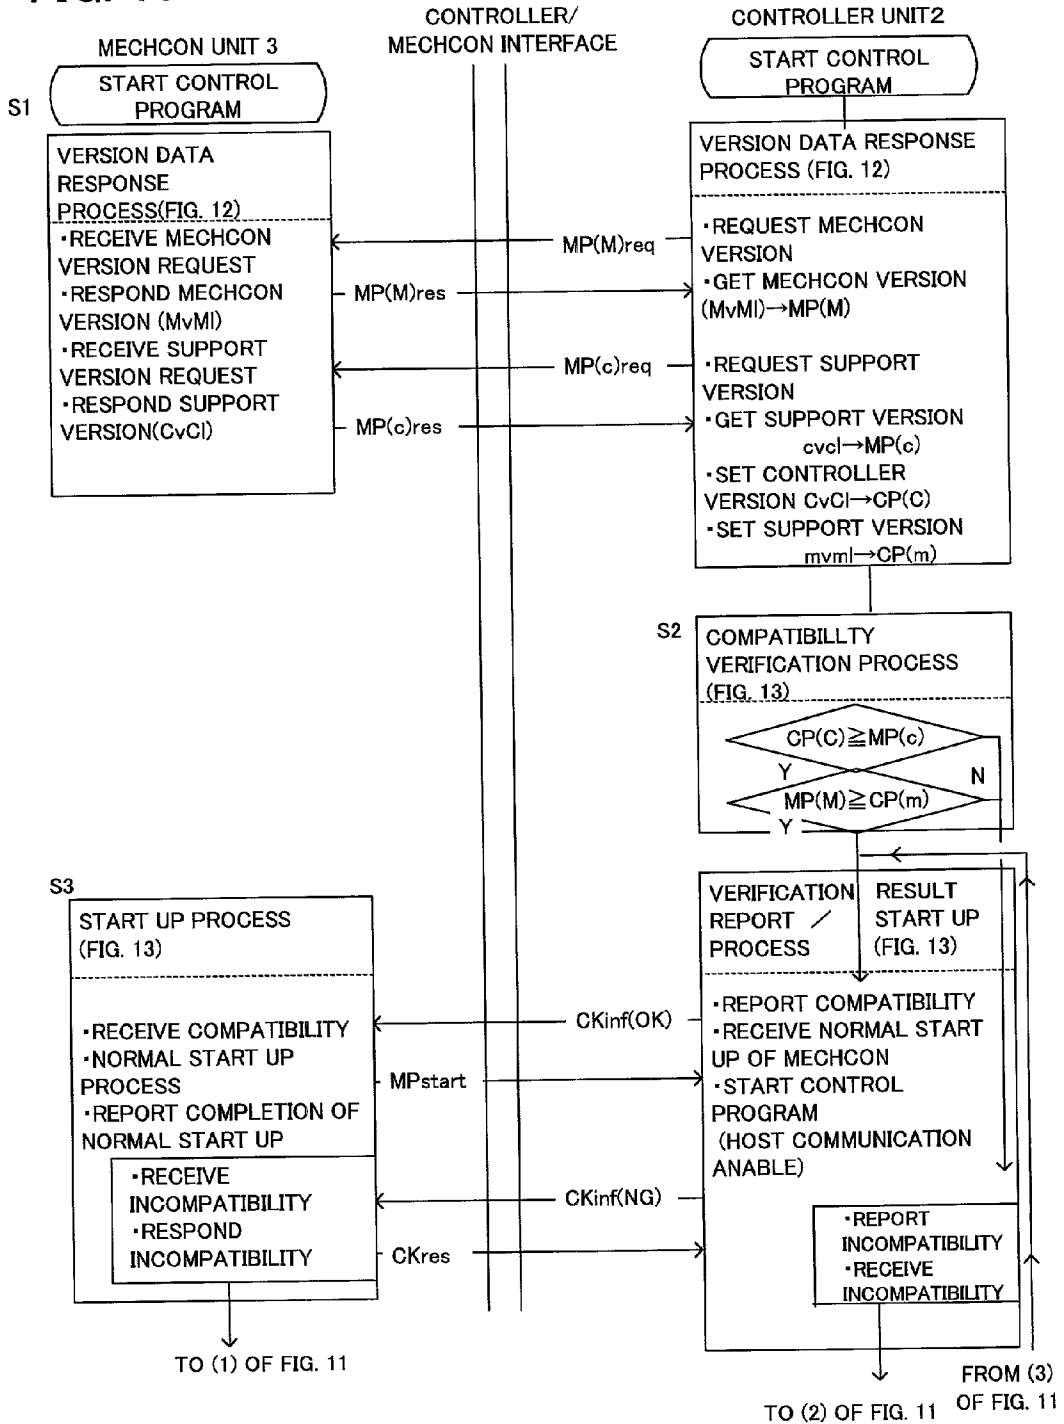 CONTROLLER/
MECHCON INTERFACE
CONTROLLER UNIT2
MECHCON UNIT 3
START CONTROL
PROGRAM
START CONTROL
PROGRAM
S1
VERSION DATA
RESPONSE
PROCESS(FIG. 12)
・RECEIVE MECHCON
VERSION REQUEST
・RESPOND MECHCON
VERSION (MvMl)
・RECEIVE SUPPORT
VERSION REQUEST
・RESPOND SUPPORT
VERSION(CvCl)
MP(M)req
MP(M)res
MP(c)req
MP(c)res
VERSION DATA RESPONSE
PROCESS (FIG. 12)
・REQUEST MECHCON
VERSION
・GET MECHCON VERSION
(MvMl)→MP(M)
・REQUEST SUPPORT
VERSION
・GET SUPPORT VERSION
cvcl→MP(c)
・SET CONTROLLER
VERSION CvCl→CP(C)
・SET SUPPORT VERSION
mvml→CP(m)
S2
COMPATIBILLTY
VERIFICATION PROCESS
(FIG. 13)
CP(C)≧MP(c)
Y
N
MP(M)≧CP(m)
Y
S3
START UP PROCESS
(FIG. 13)
・RECEIVE COMPATIBILITY
・NORMAL START UP
PROCESS
・REPORT COMPLETION OF
NORMAL START UP
・RECEIVE
INCOMPATIBILITY
・RESPOND
INCOMPATIBILITY
CKinf(OK)
MPstart
CKinf(NG)
CKres
VERIFICATION RESULT
REPORT / START UP
PROCESS (FIG. 13)
・REPORT COMPATIBILITY
・RECEIVE NORMAL START
UP OF MECHCON
・START CONTROL
PROGRAM
(HOST COMMUNICATION
ANABLE)
・REPORT
INCOMPATIBILITY
・RECEIVE
INCOMPATIBILITY
TO (1) OF FIG. 11
TO (2) OF FIG. 11
FROM (3)
OF FIG. 11